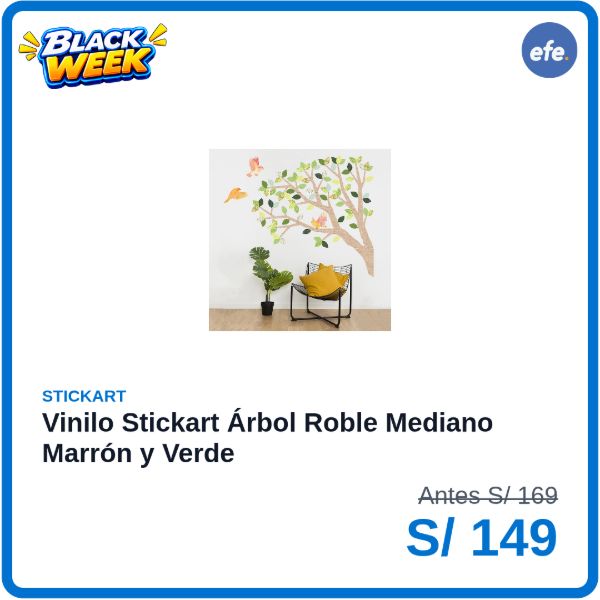 BLACK
WEEK
efe.
STICKART
Vinilo Stickart Árbol Roble Mediano
Marrón y Verde
Antes S/ 169
S/ 149